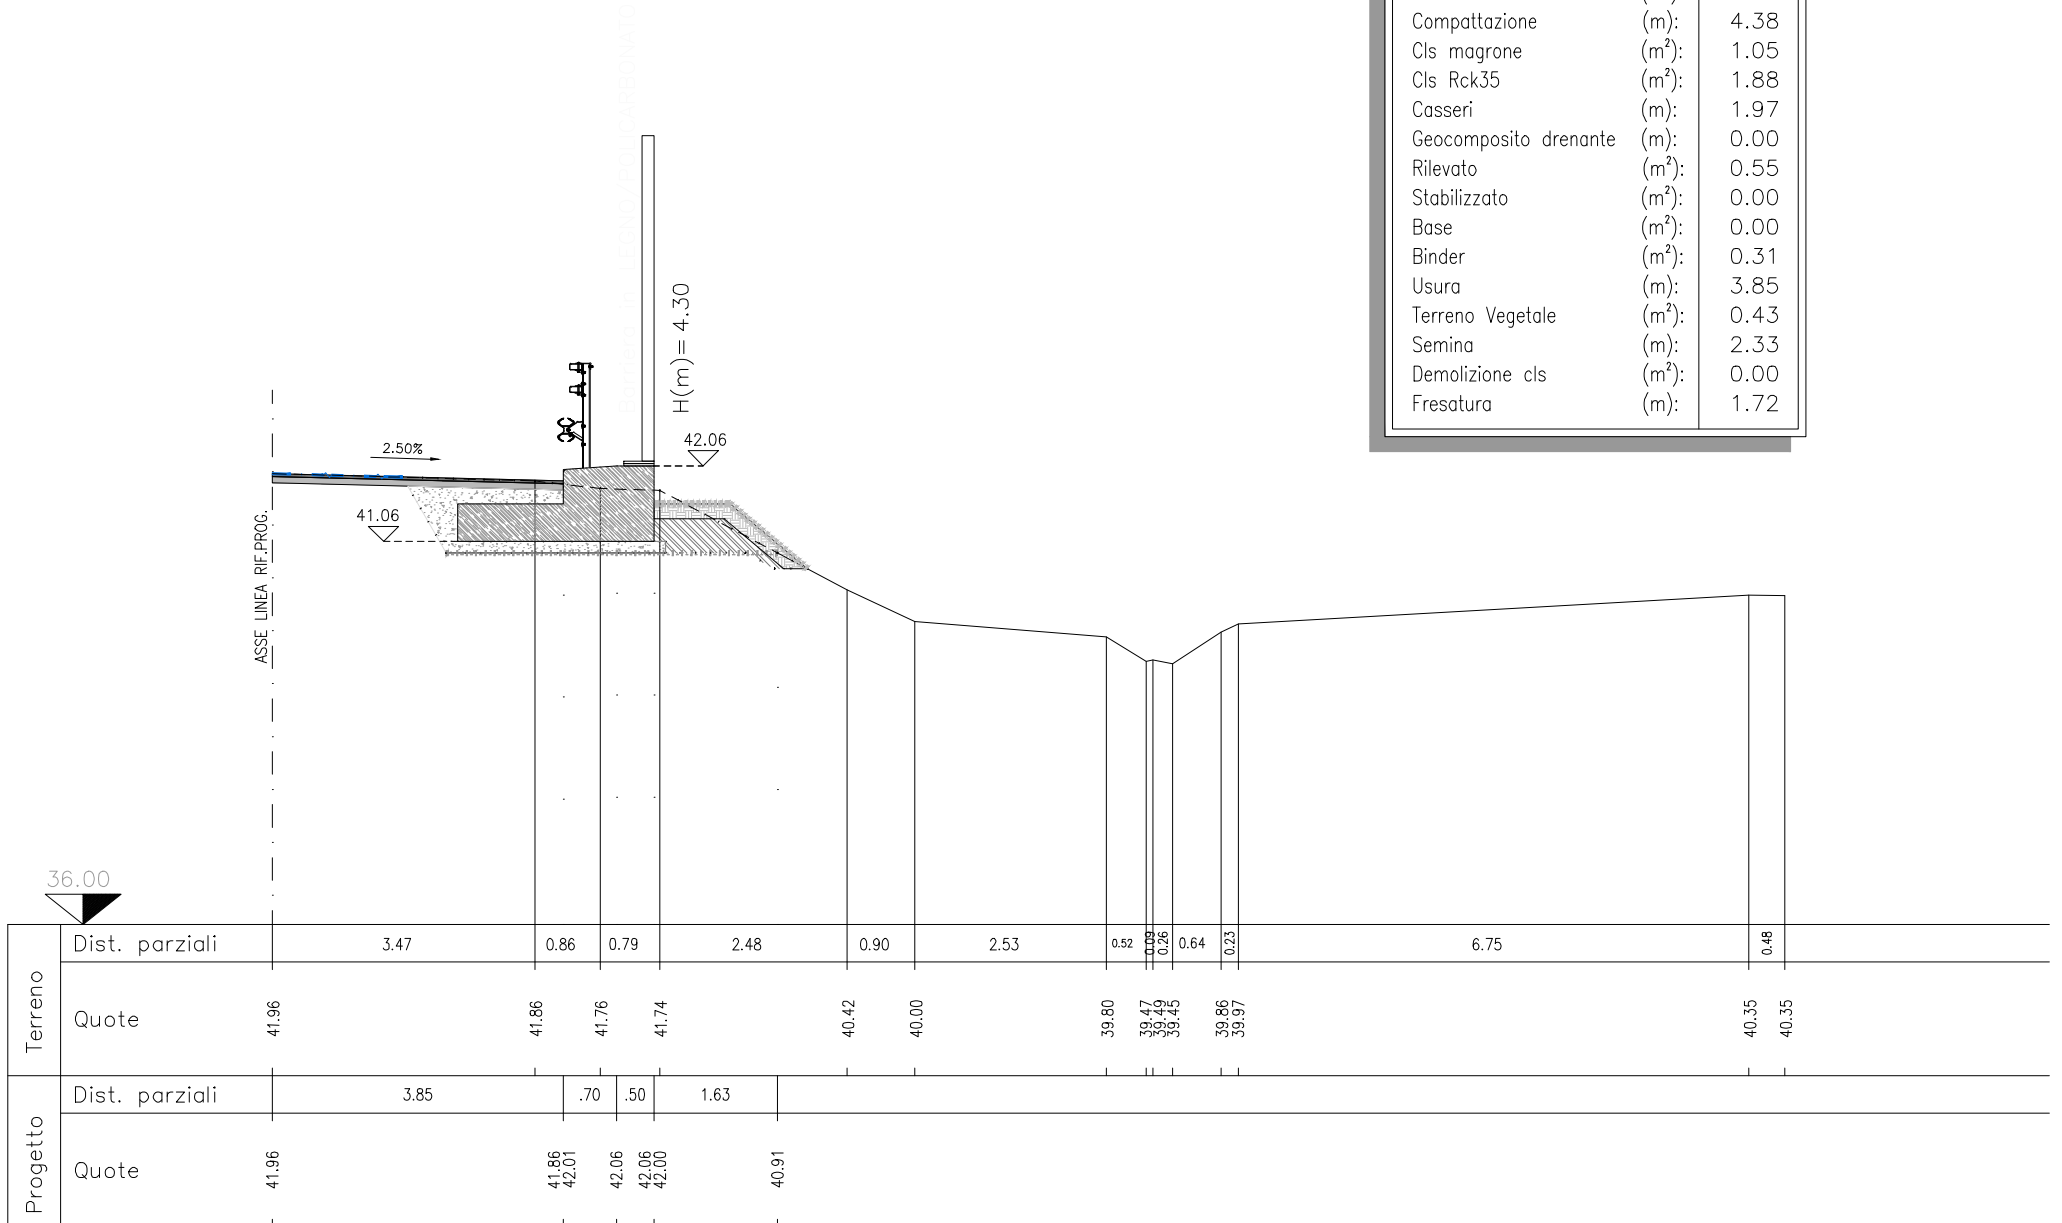 Compattazione (m): 4.38
Cls magrone (m²): 1.05
Cls Rck35 (m²): 1.88
Casseri (m): 1.97
Geocomposito drenante (m): 0.00
Rilevato (m²): 0.55
Stabilizzato (m²): 0.00
Base (m²): 0.00
Binder (m²): 0.31
Usura (m): 3.85
Terreno Vegetale (m²): 0.43
Semina (m): 2.33
Demolizione cls (m²): 0.00
Fresatura (m): 1.72
H(m)= 4.30
2.50%
42.06
41.06
ASSE LINEA RIF.PROG.
36.00
Terreno
Dist. parziali 3.47 0.86 0.79 2.48 0.90 2.53 0.52 0.09 0.26 0.64 0.23 6.75 0.48
Quote 41.96 41.86 41.76 41.74 40.42 40.00 39.80 39.47 39.49 39.45 39.86 39.97 40.35 40.35
Progetto
Dist. parziali 3.85 .70 .50 1.63
Quote 41.96 41.86 42.01 42.06 42.06 42.00 40.91